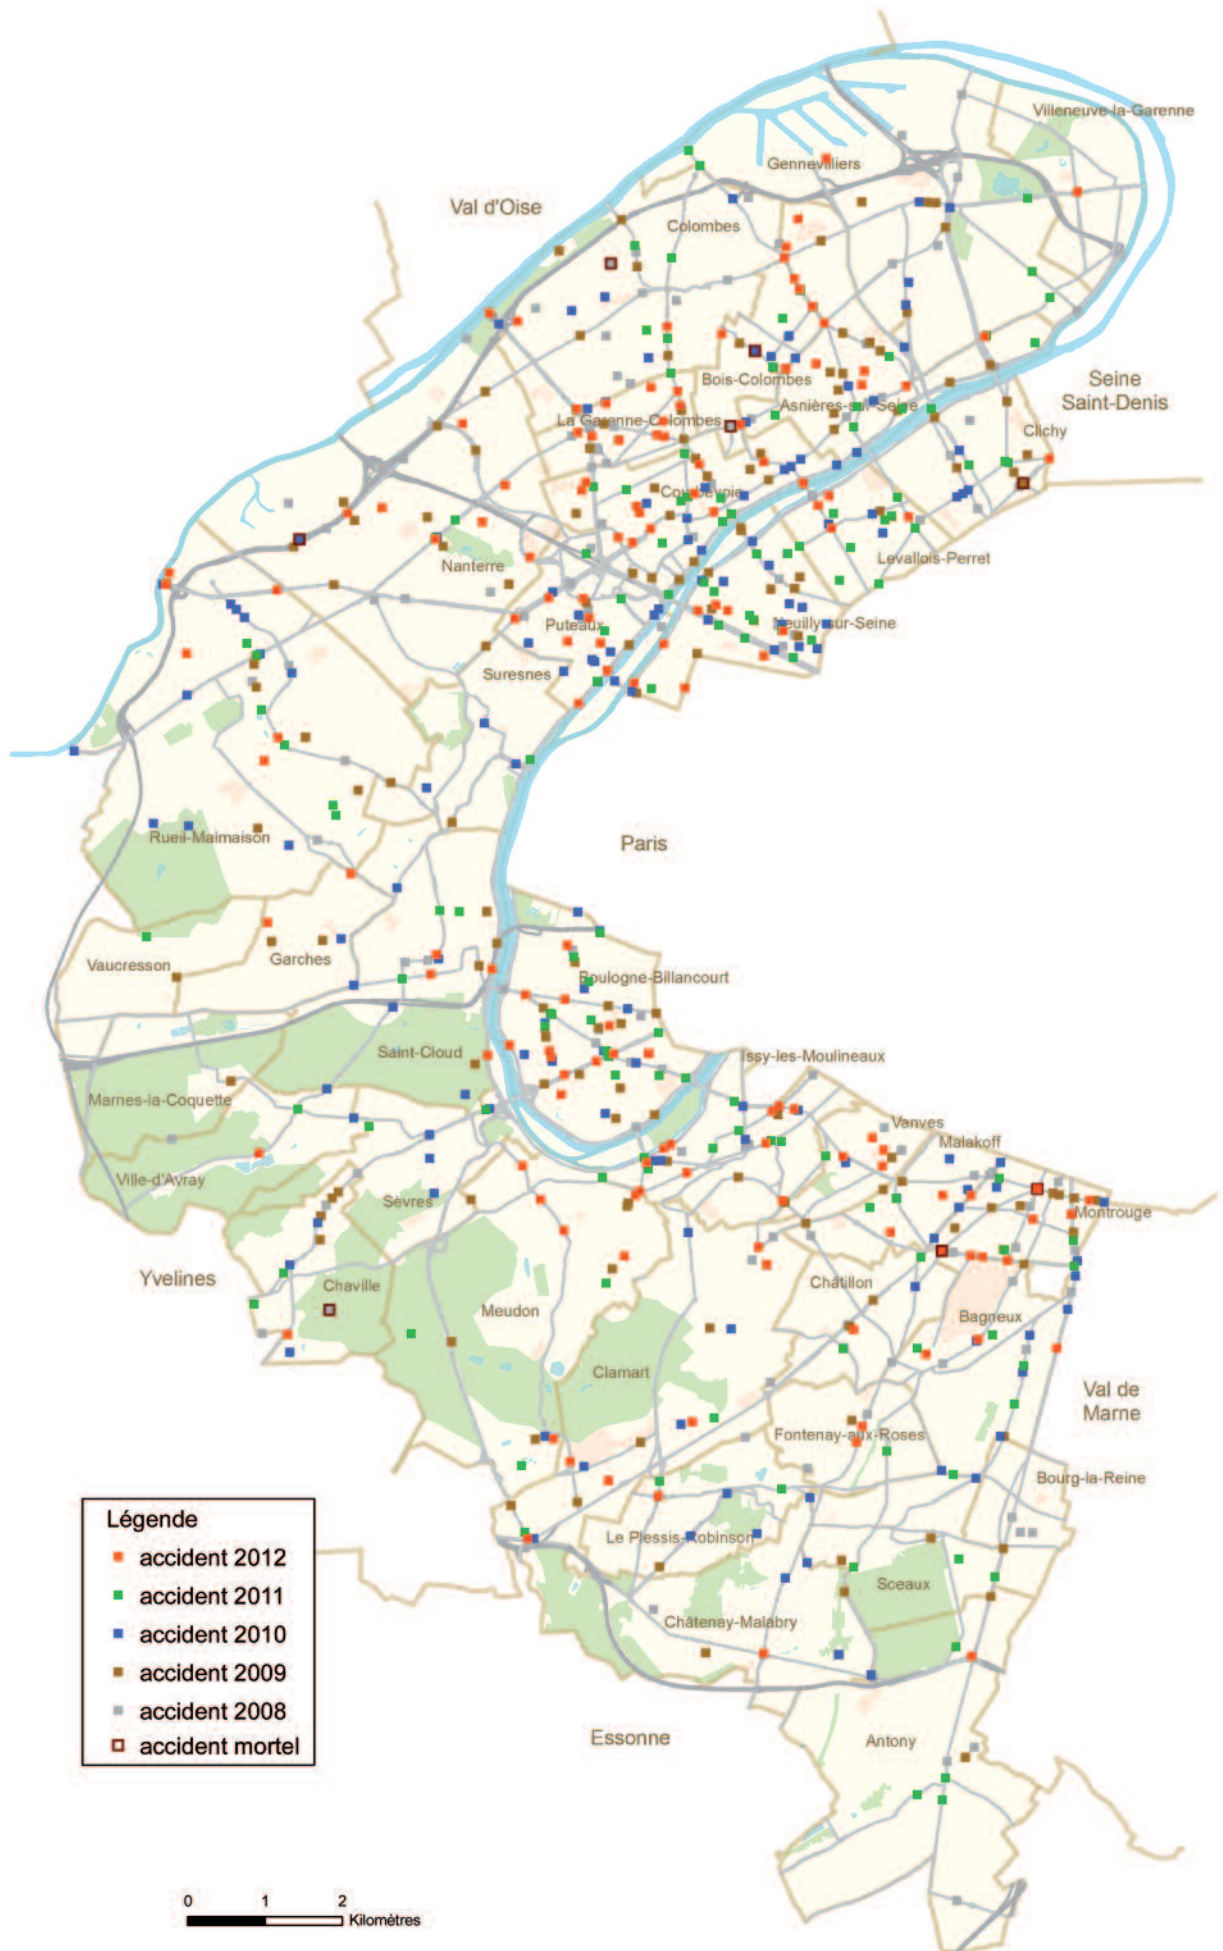 Villeneuve-la-Garenne
Gennevilliers
Val d'Oise
Colombes
Seine
Saint-Denis
Bois-Colombes
Asnières-sur-Seine
La Garenne-Colombes
Clichy
Courbevoie
Levallois-Perret
Nanterre
Puteaux
Neuilly-sur-Seine
Suresnes
Rueil-Malmaison
Paris
Vaucresson
Garches
Boulogne-Billancourt
Saint-Cloud
Issy-les-Moulineaux
Marnes-la-Coquette
Vanves
Malakoff
Ville-d'Avray
Sèvres
Montrouge
Yvelines
Chaville
Châtillon
Meudon
Bagneux
Clamart
Val de
Marne
Fontenay-aux-Roses
Bourg-la-Reine
Légende
accident 2012
accident 2011
accident 2010
accident 2009
accident 2008
accident mortel
Le Plessis-Robinson
Sceaux
Châtenay-Malabry
Essonne
Antony
0 1 2
Kilomètres